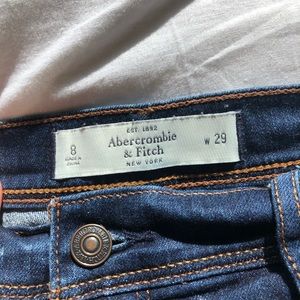 EST. 1892
8
MADE IN
CHINA
Abercrombie
& Fitch
NEW YORK
W 29